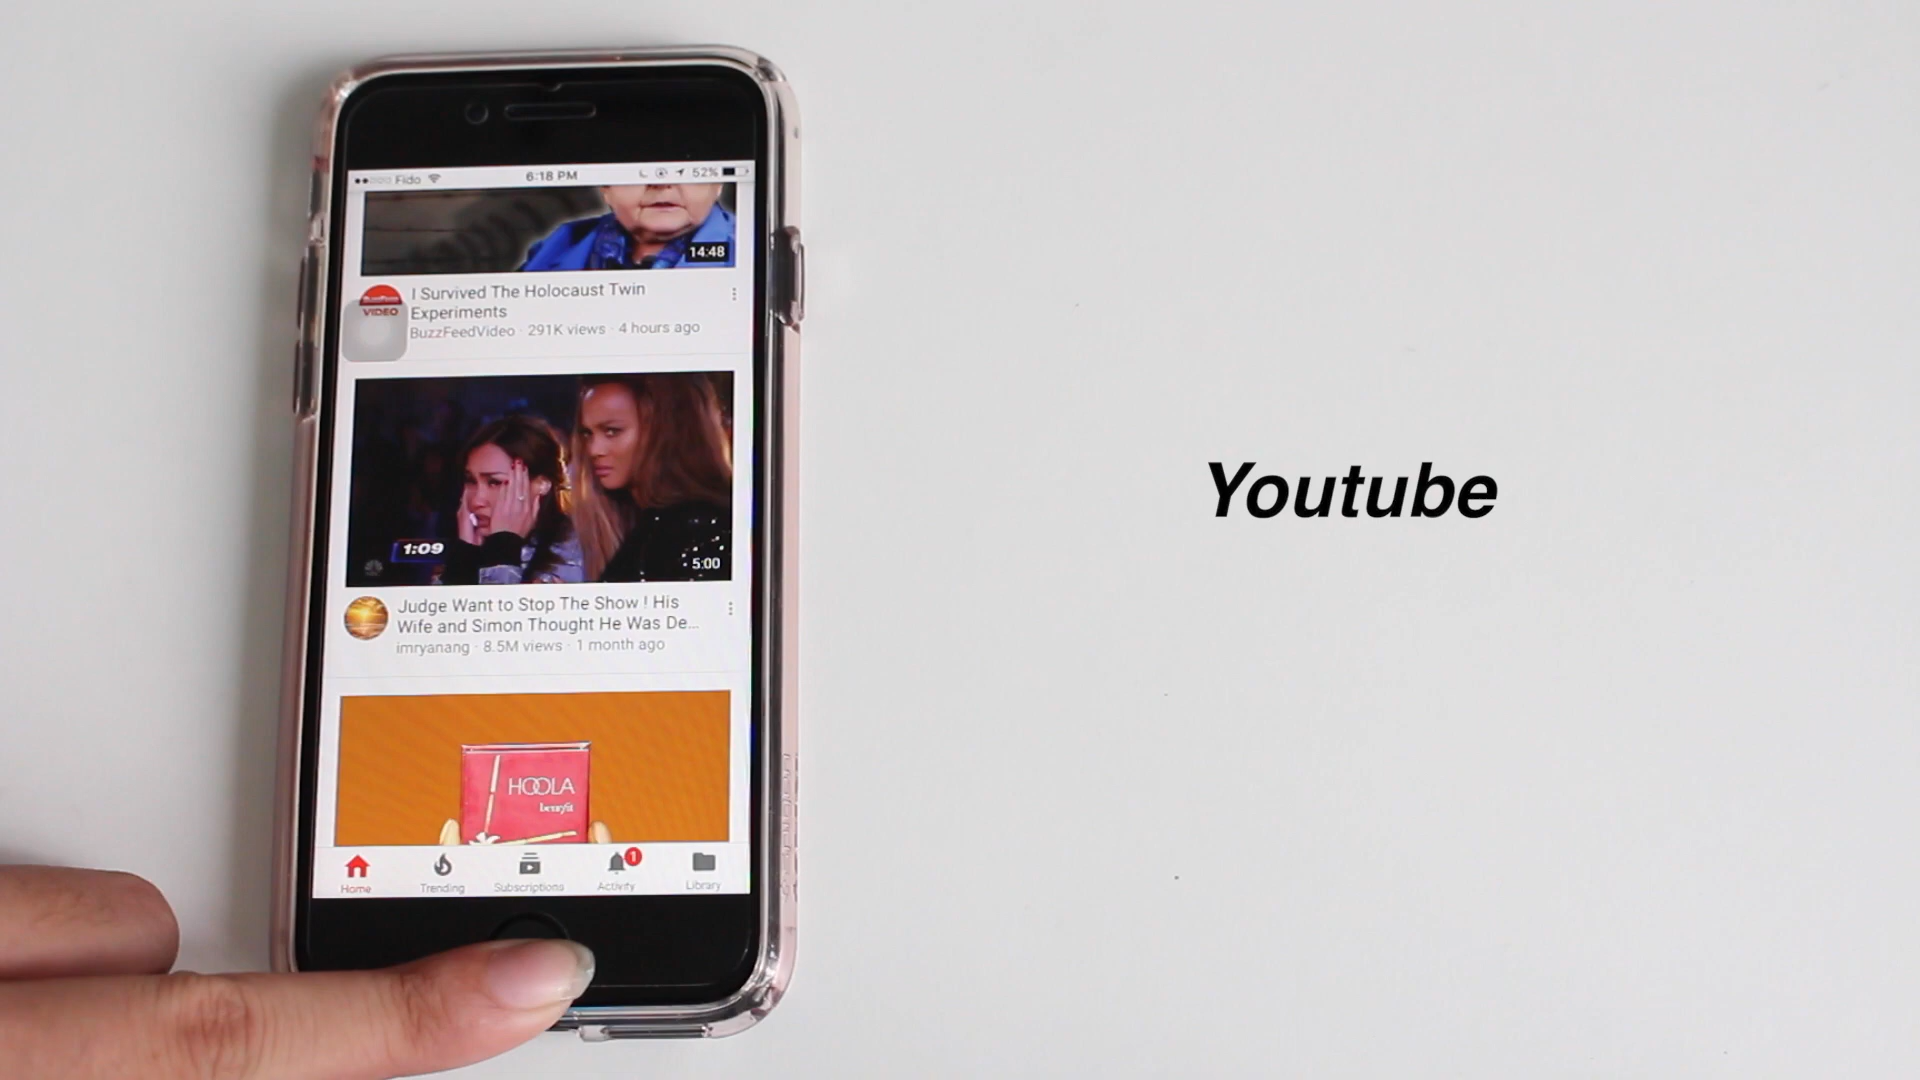 Fido 6:18 PM 52%
14:48
I Survived The Holocaust Twin
Experiments
BuzzFeedVideo · 291K views · 4 hours ago
VIDEO
1:09
5:00
Judge Want to Stop The Show ! His
Wife and Simon Thought He Was De...
imryanang · 8.5M views · 1 month ago
HOOLA
benefit
1
Home Trending Subscriptions Activity Library
Youtube